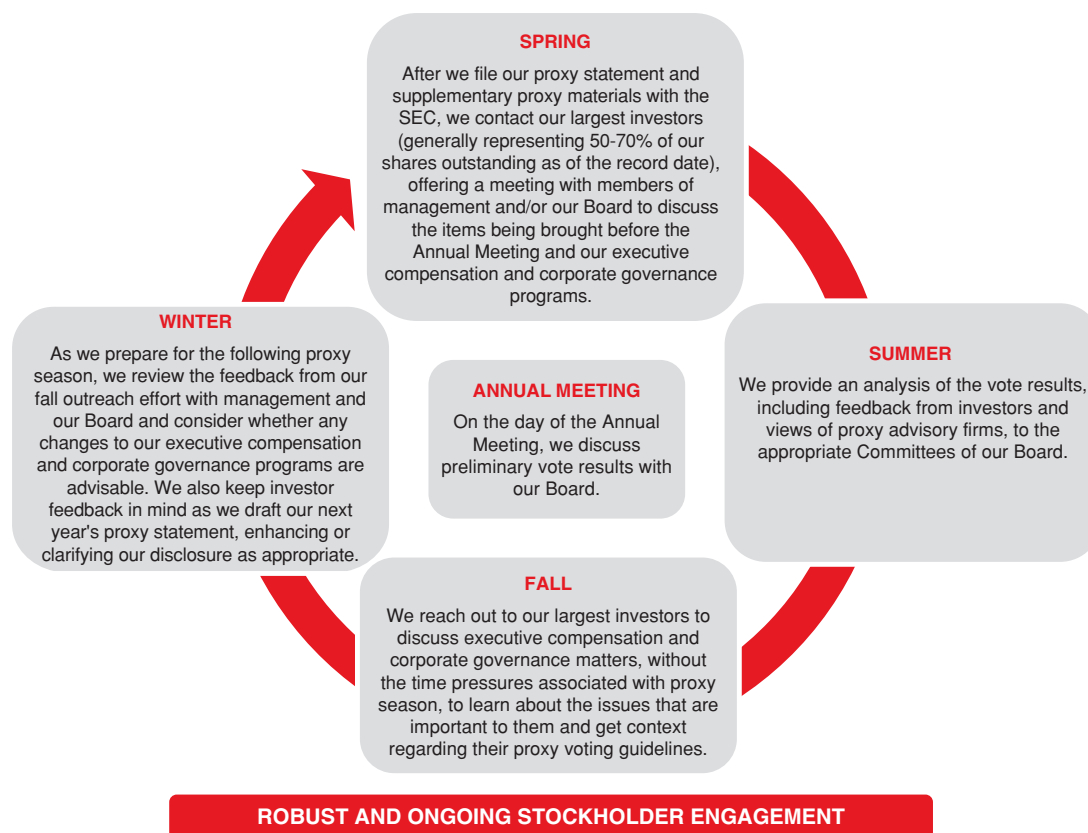 SPRING
After we file our proxy statement and
supplementary proxy materials with the
SEC, we contact our largest investors
(generally representing 50-70% of our
shares outstanding as of the record date),
offering a meeting with members of
management and/or our Board to discuss
the items being brought before the
Annual Meeting and our executive
compensation and corporate governance
programs.
SUMMER
We provide an analysis of the vote results,
including feedback from investors and
views of proxy advisory firms, to the
appropriate Committees of our Board.
FALL
We reach out to our largest investors to
discuss executive compensation and
corporate governance matters, without
the time pressures associated with proxy
season, to learn about the issues that are
important to them and get context
regarding their proxy voting guidelines.
WINTER
As we prepare for the following proxy
season, we review the feedback from our
fall outreach effort with management and
our Board and consider whether any
changes to our executive compensation
and corporate governance programs are
advisable. We also keep investor
feedback in mind as we draft our next
year's proxy statement, enhancing or
clarifying our disclosure as appropriate.
ANNUAL MEETING
On the day of the Annual
Meeting, we discuss
preliminary vote results with
our Board.
ROBUST AND ONGOING STOCKHOLDER ENGAGEMENT